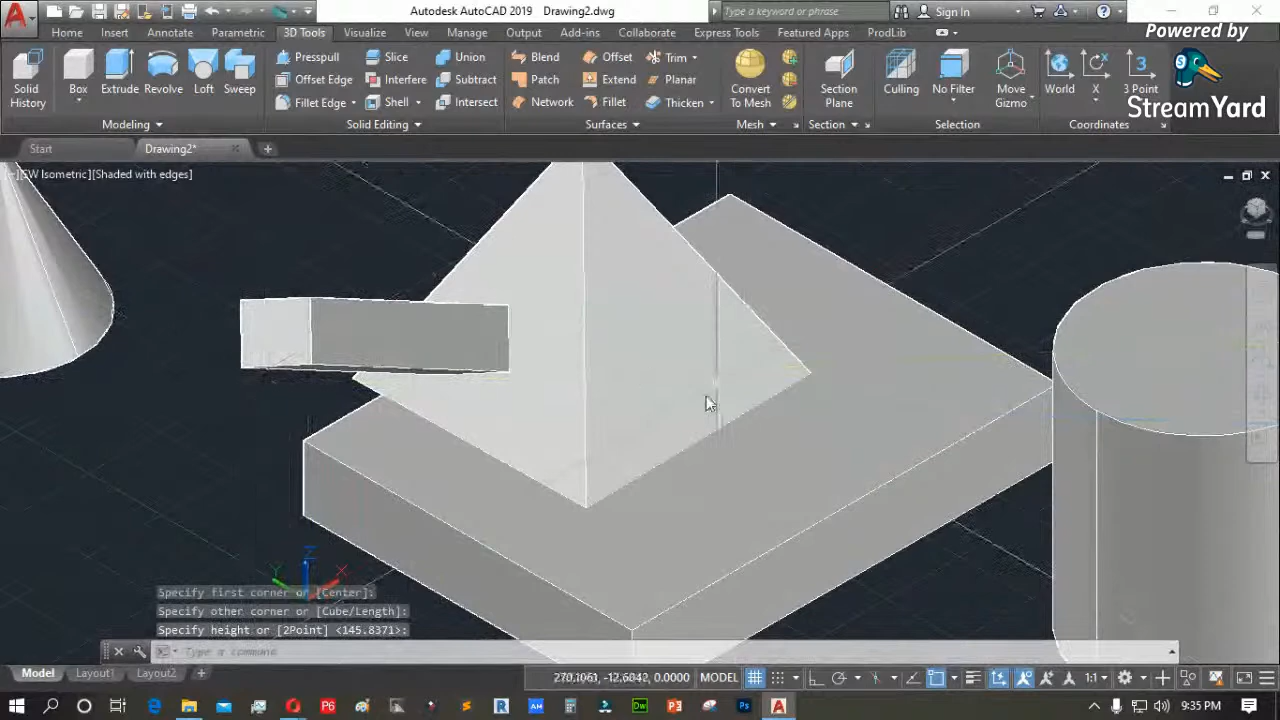 Autodesk AutoCAD 2019 Drawing2.dwg
Type a keyword or phrase
Sign In
Powered by
StreamYard
Home Insert Annotate Parametric 3D Tools Visualize View Manage Output Add-ins Collaborate Express Tools Featured Apps ProdLib
Solid History
Box Extrude Revolve Loft Sweep
Presspull
Offset Edge
Fillet Edge
Slice
Interfere
Shell
Union
Subtract
Intersect
Blend
Patch
Network
Offset
Extend
Fillet
Trim
Planar
Thicken
Convert To Mesh
Section Plane
Culling No Filter Move Gizmo
World X 3 Point
Modeling Solid Editing Surfaces Mesh Section Selection Coordinates
Start Drawing2*
[-][SW Isometric][Shaded with edges]
Z
Y X
Specify first corner or [Center]:
Specify other corner or [Cube/Length]:
Specify height or [2Point] <145.8371>:
Type a command
Model Layout1 Layout2
270.1061, -12.6042, 0.0000 MODEL 1:1
9:35 PM